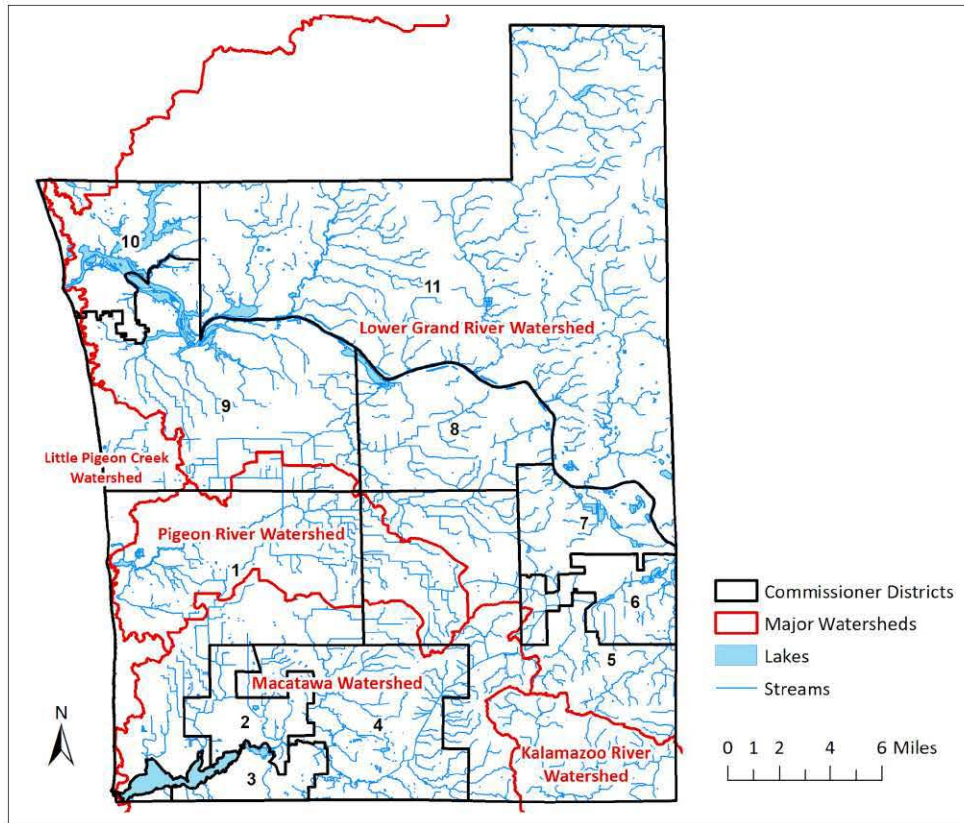 10
11
Lower Grand River Watershed
9
8
Little Pigeon Creek
Watershed
7
Pigeon River Watershed
1
6
5
Macatawa Watershed
2
4
3
Kalamazoo River
Watershed
N
Commissioner Districts
Major Watersheds
Lakes
Streams
0 1 2 4 6 Miles